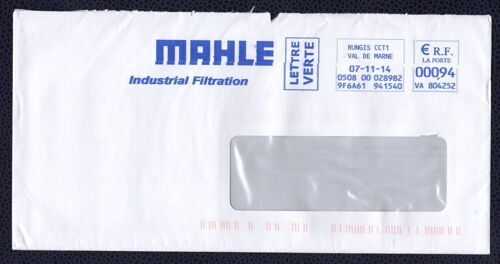 MAHLE
Industrial Filtration
LETTRE
VERTE
RUNGIS CCT1
VAL DE MARNE
07-11-14
0508 00 028982
9F6A61 941540
€ R.F.
LA POSTE
00094
VA 804252